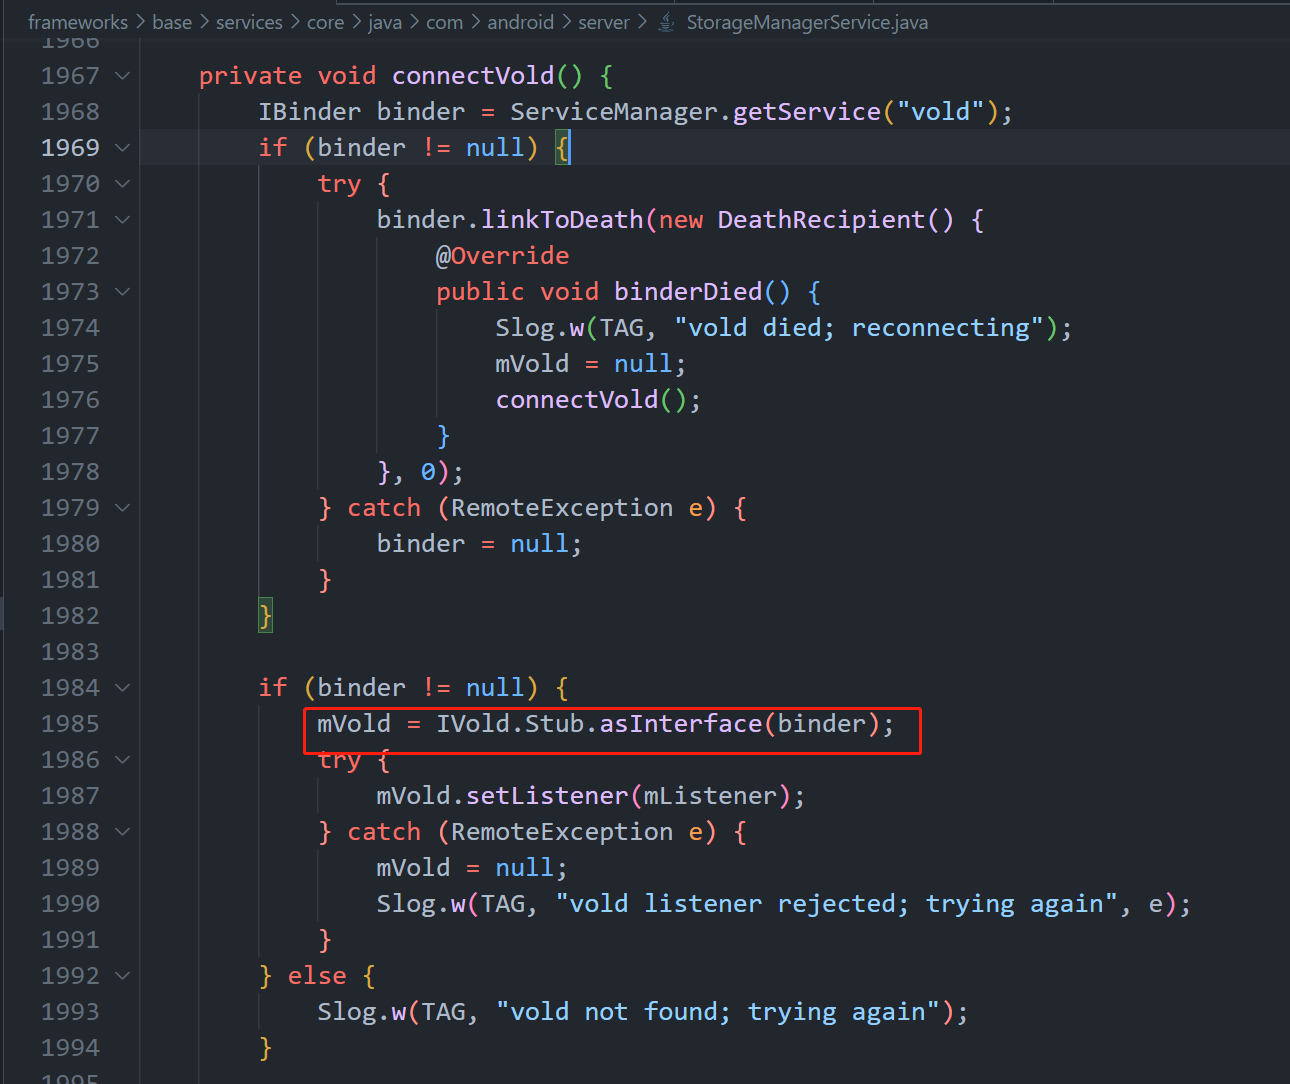 frameworks > base > services > core > java > com > android > server > StorageManagerService.java
1966
1967     private void connectVold() {
1968         IBinder binder = ServiceManager.getService("vold");
1969         if (binder != null) {
1970             try {
1971                 binder.linkToDeath(new DeathRecipient() {
1972                     @Override
1973                     public void binderDied() {
1974                         Slog.w(TAG, "vold died; reconnecting");
1975                         mVold = null;
1976                         connectVold();
1977                     }
1978                 }, 0);
1979             } catch (RemoteException e) {
1980                 binder = null;
1981             }
1982         }
1983
1984         if (binder != null) {
1985             mVold = IVold.Stub.asInterface(binder);
1986             try {
1987                 mVold.setListener(mListener);
1988             } catch (RemoteException e) {
1989                 mVold = null;
1990                 Slog.w(TAG, "vold listener rejected; trying again", e);
1991             }
1992         } else {
1993             Slog.w(TAG, "vold not found; trying again");
1994         }
1995